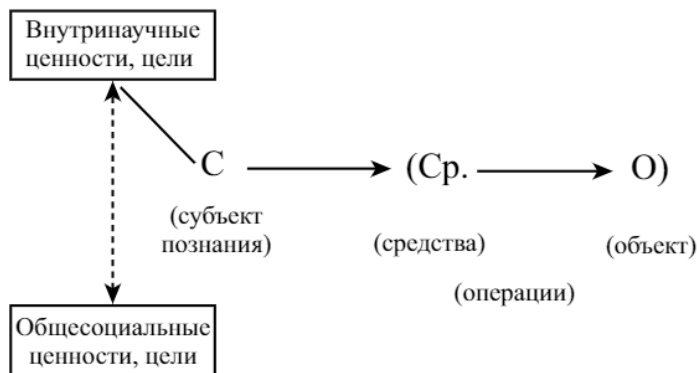 Внутринаучные
ценности, цели
С
(Ср.
О)
(субъект
познания)
(средства)
(объект)
(операции)
Общесоциальные
ценности, цели